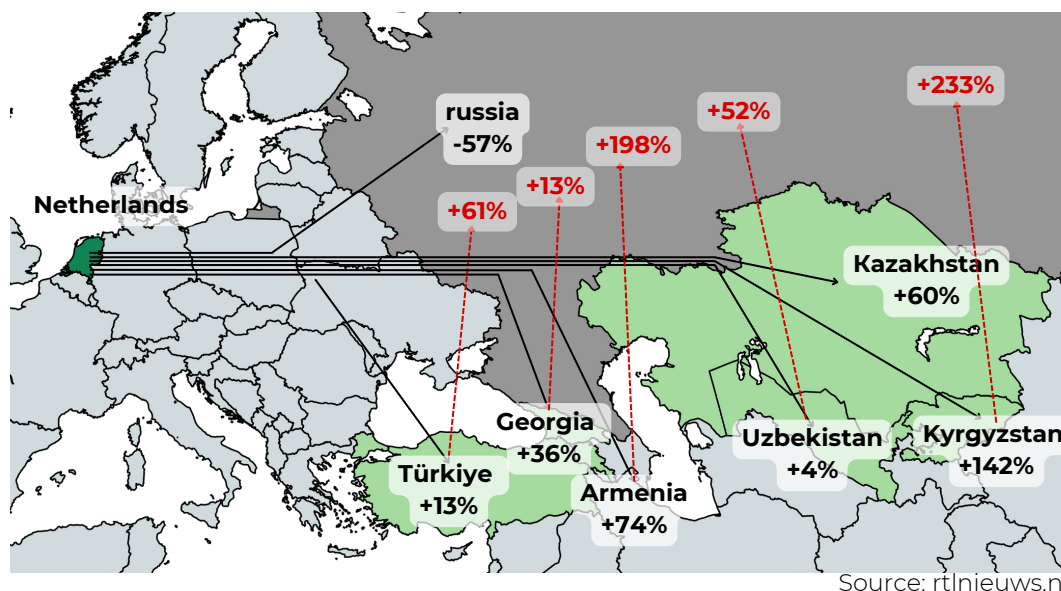 +233%
+52%
russia
-57%
+198%
+13%
Netherlands
+61%
Kazakhstan
+60%
Georgia
+36%
Uzbekistan
+4%
Kyrgyzstan
+142%
Türkiye
+13%
Armenia
+74%
Source: rtlnieuws.n